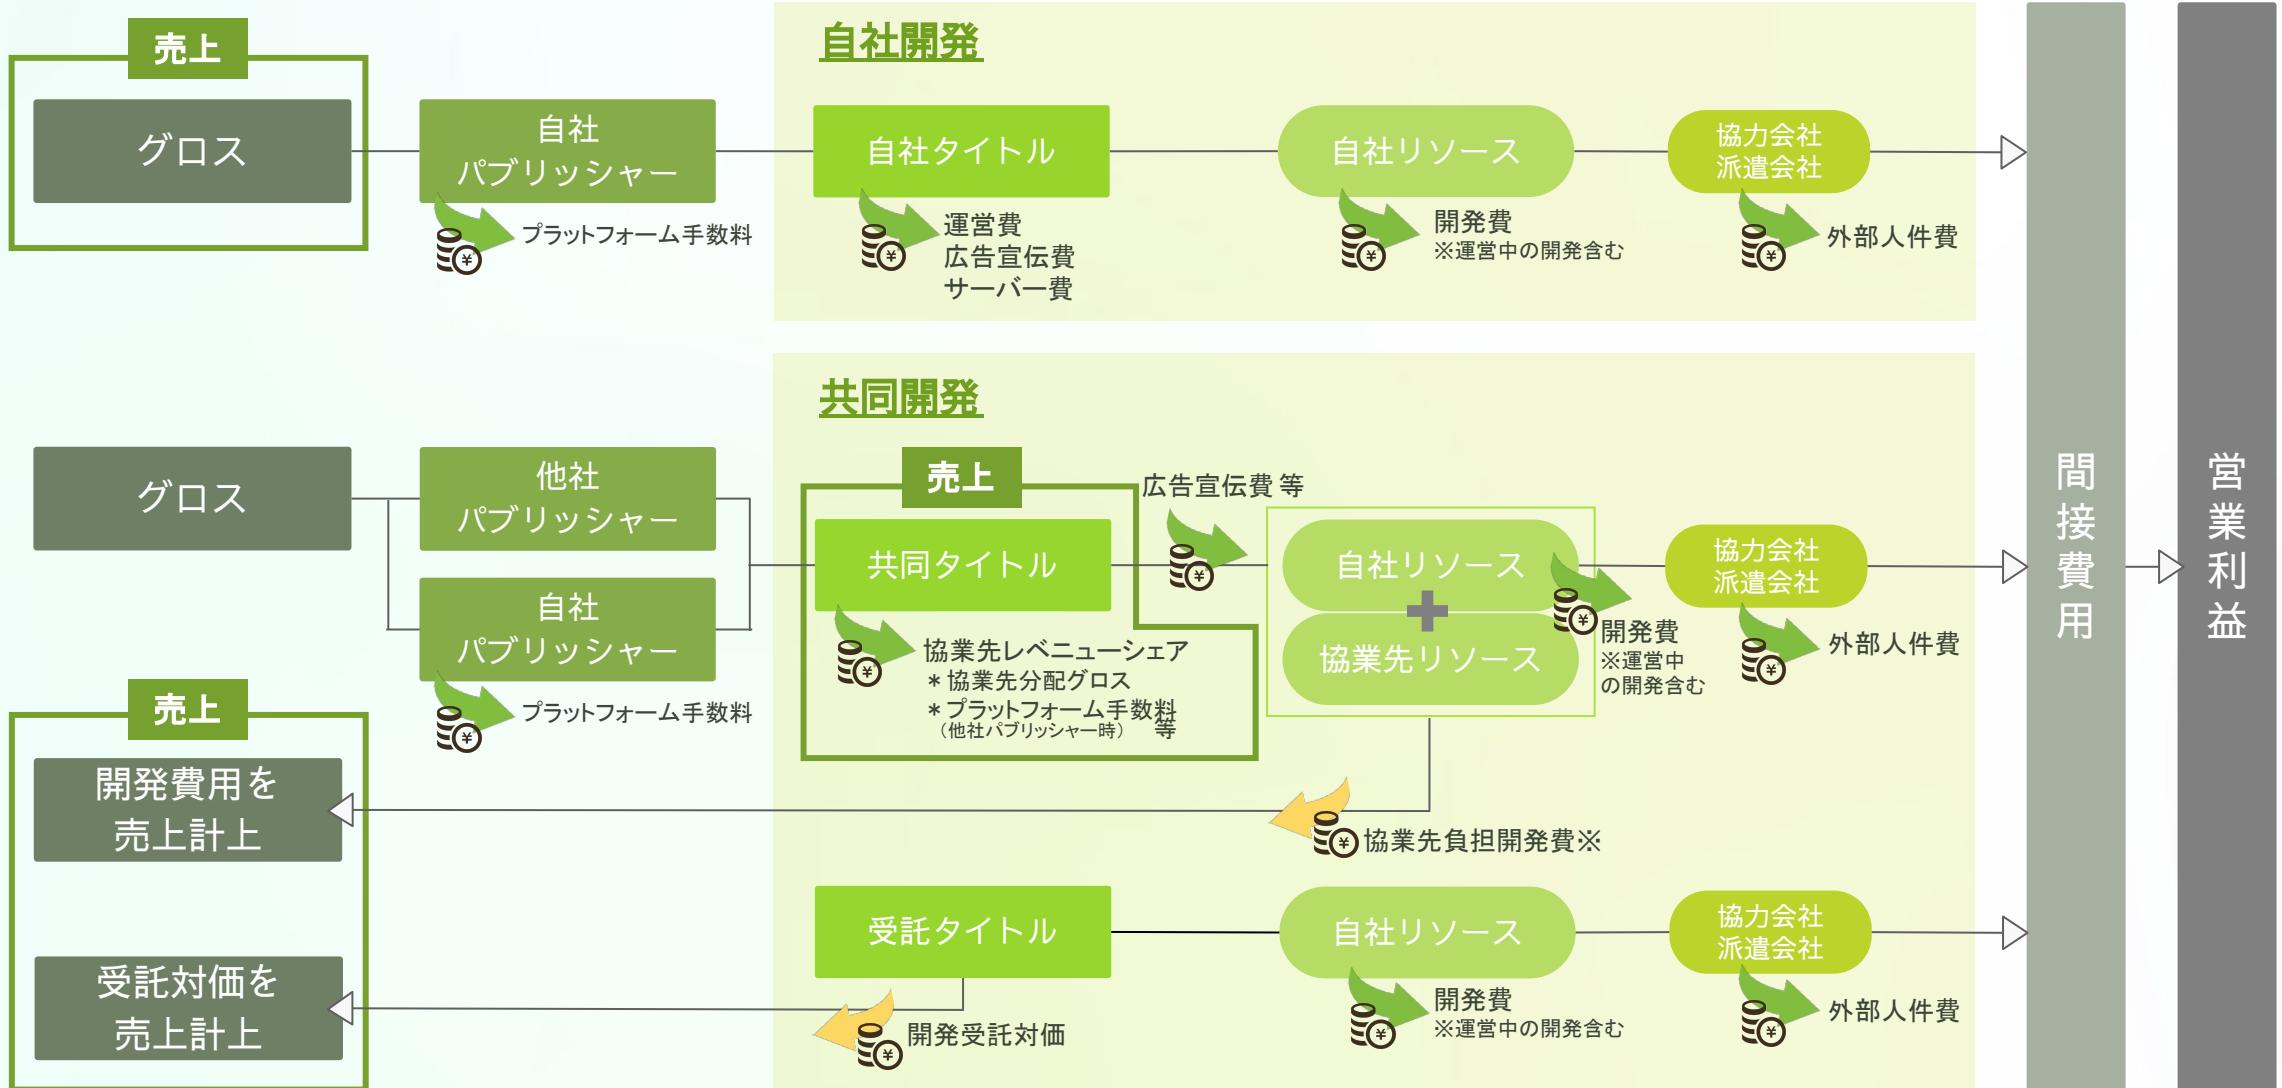 自社開発
売上
グロス
自社
パブリッシャー
プラットフォーム手数料
自社タイトル
運営費
広告宣伝費
サーバー費
自社リソース
開発費
※運営中の開発含む
協力会社
派遣会社
外部人件費
共同開発
グロス
他社
パブリッシャー
自社
パブリッシャー
プラットフォーム手数料
売上
共同タイトル
協業先レベニューシェア
＊協業先分配グロス
＊プラットフォーム手数料
（他社パブリッシャー時） 等
広告宣伝費 等
自社リソース
協業先リソース
開発費
※運営中
の開発含む
協力会社
派遣会社
外部人件費
売上
開発費用を
売上計上
¥
協業先負担開発費※
受託対価を
売上計上
受託タイトル
開発受託対価
自社リソース
開発費
※運営中の開発含む
協力会社
派遣会社
外部人件費
間接費用
営業利益